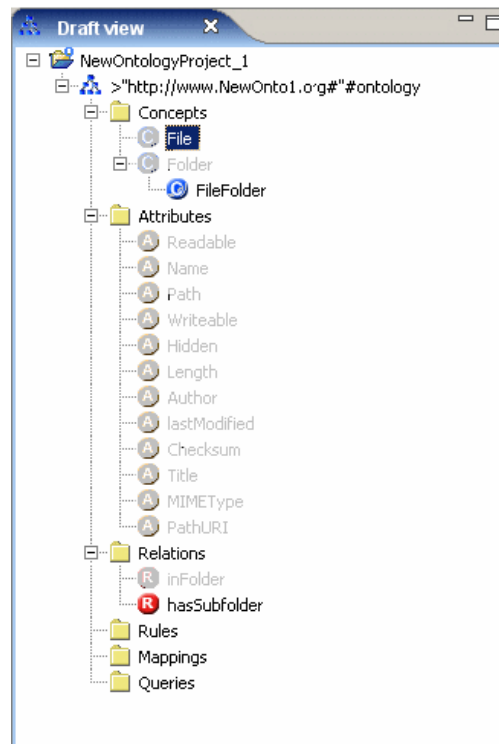 Draft view
NewOntologyProject_1
>"http://www.NewOnto1.org#"#ontology
Concepts
C File
C Folder
C FileFolder
Attributes
A Readable
A Name
A Path
A Writeable
A Hidden
A Length
A Author
A lastModified
A Checksum
A Title
A MIMEType
A PathURI
Relations
R inFolder
R hasSubfolder
Rules
Mappings
Queries